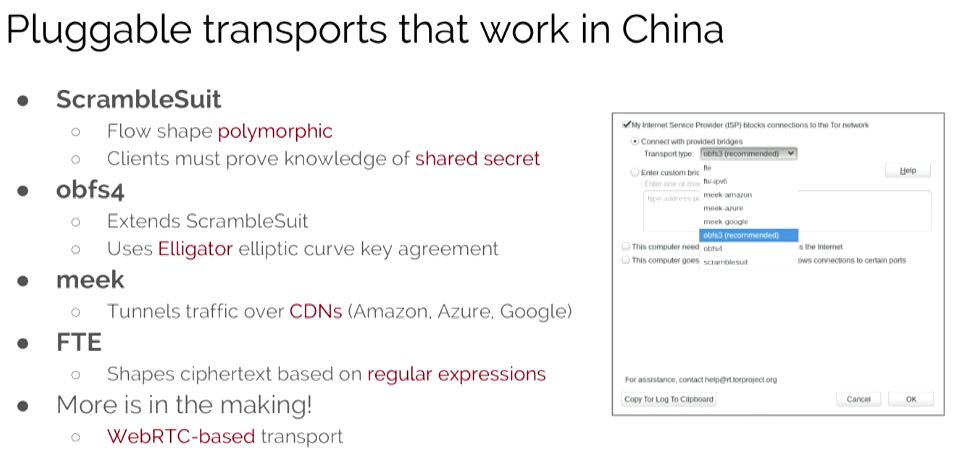 Pluggable transports that work in China
● ScrambleSuit
○ Flow shape polymorphic
○ Clients must prove knowledge of shared secret
● obfs4
○ Extends ScrambleSuit
○ Uses Elligator elliptic curve key agreement
● meek
○ Tunnels traffic over CDNs (Amazon, Azure, Google)
● FTE
○ Shapes ciphertext based on regular expressions
● More is in the making!
○ WebRTC-based transport
My Internet Service Provider (ISP) blocks connections to the Tor network
Connect with provided bridges
Transport type: obfs3 (recommended)
fte
fte-ipv6
meek-amazon
meek-azure
meek-google
obfs3 (recommended)
obfs4
scramblesuit
Enter custom bric
Enter one or mo
type address:p
Help
This computer need
s the Internet
This computer goes
ows connections to certain ports
For assistance, contact help@rt.torproject.org
Copy Tor Log To Clipboard
Cancel
OK